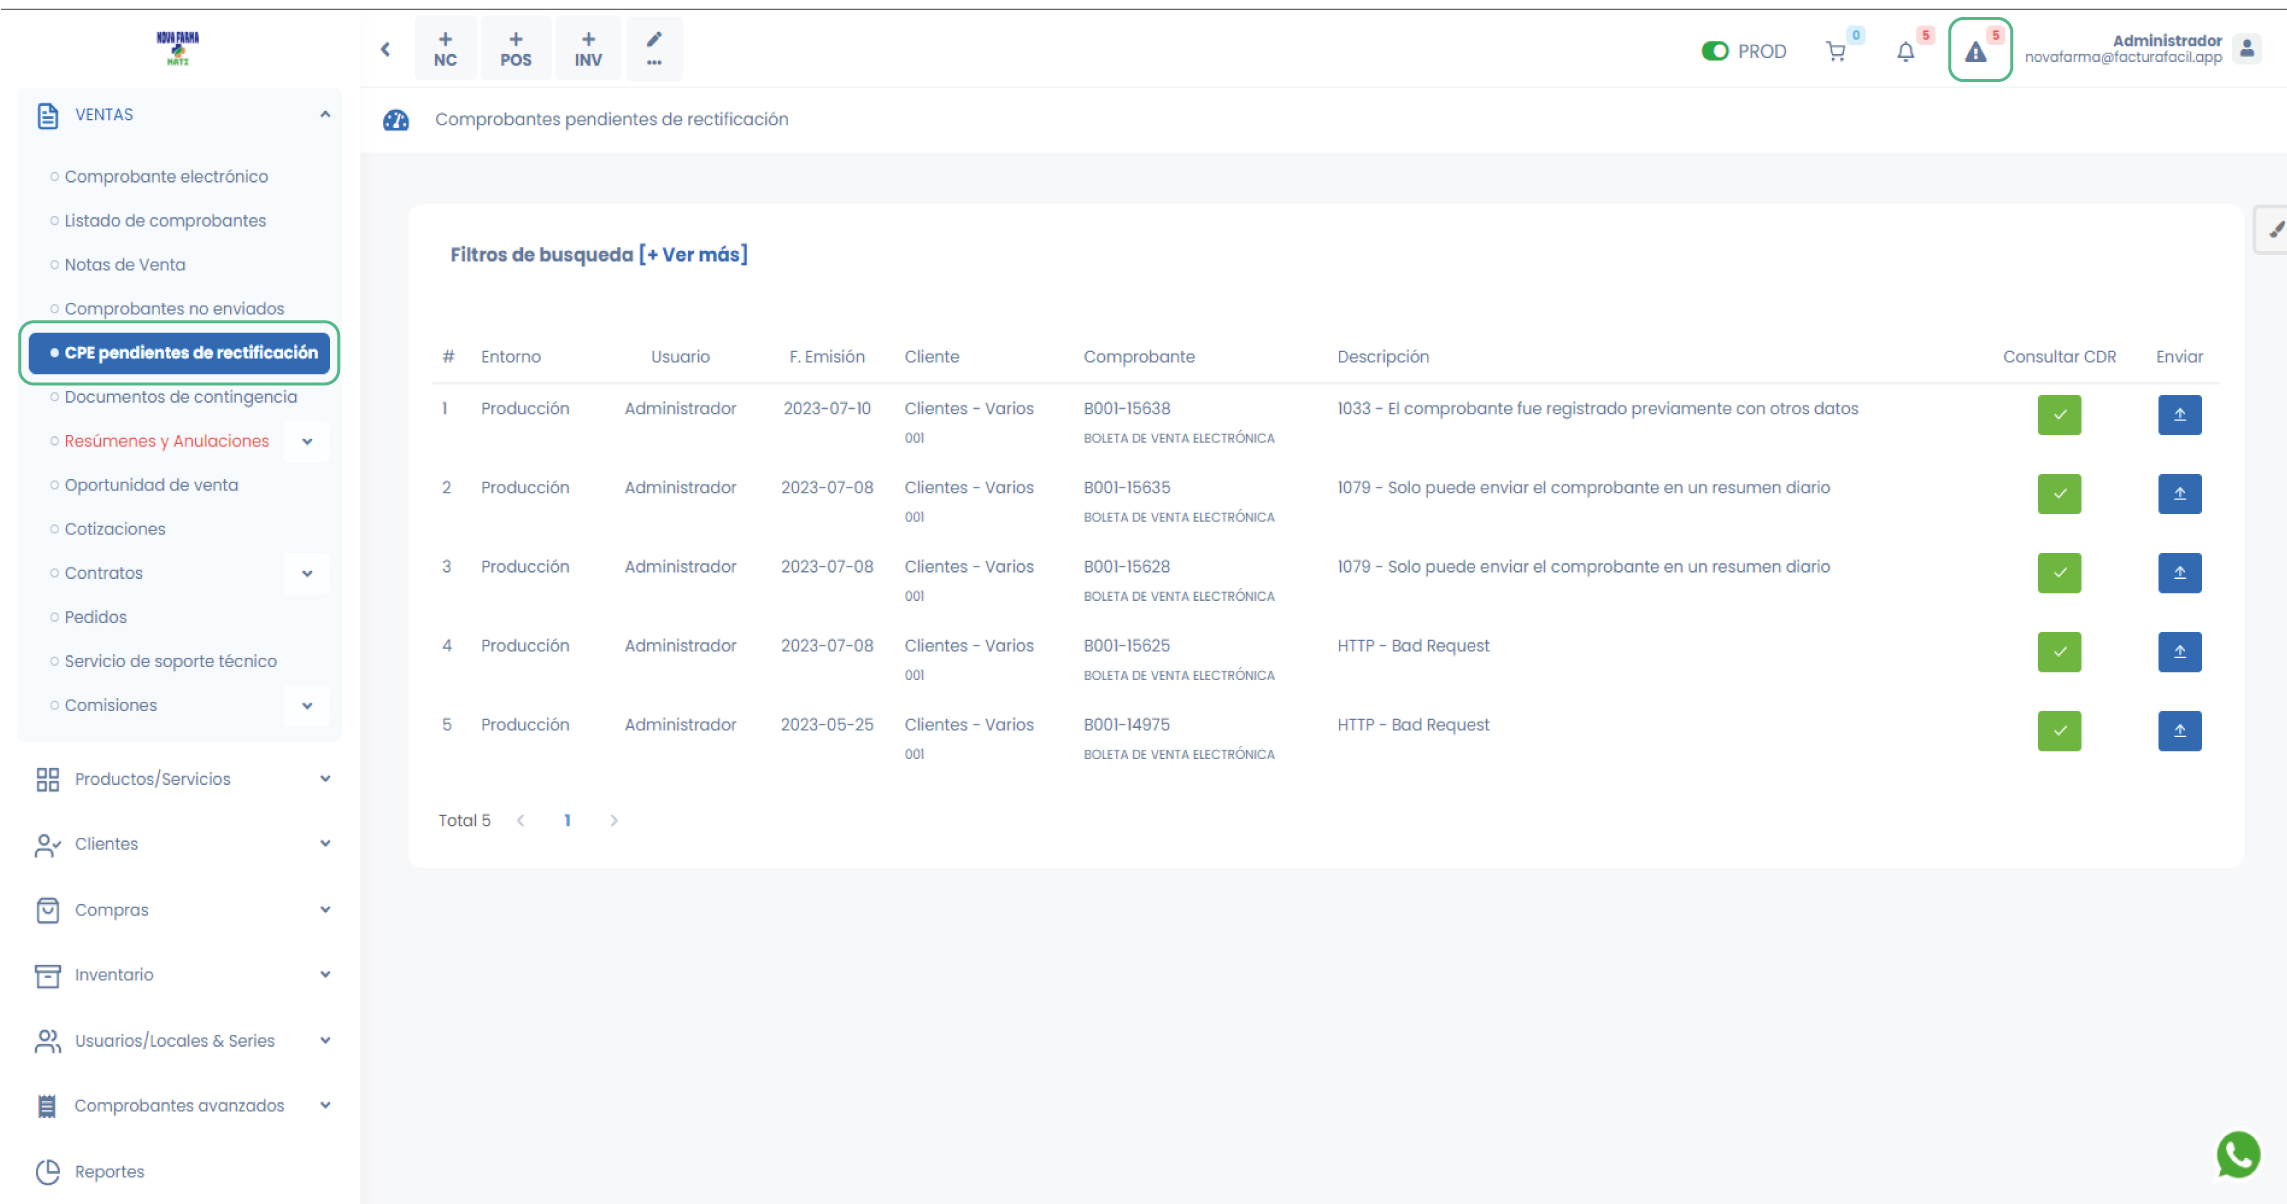 NOVA FARMA
MATI
+ NC
+ POS
+ INV
...
PROD
0
5
5
Administrador
novafarma@facturafacil.app
VENTAS
Comprobante electrónico
Listado de comprobantes
Notas de Venta
Comprobantes no enviados
CPE pendientes de rectificación
Documentos de contingencia
Resúmenes y Anulaciones
Oportunidad de venta
Cotizaciones
Contratos
Pedidos
Servicio de soporte técnico
Comisiones
Productos/Servicios
Clientes
Compras
Inventario
Usuarios/Locales & Series
Comprobantes avanzados
Reportes
Comprobantes pendientes de rectificación
Filtros de busqueda [+ Ver más]
# Entorno Usuario F. Emisión Cliente Comprobante Descripción Consultar CDR Enviar
1 Producción Administrador 2023-07-10 Clientes - Varios B001-15638 1033 - El comprobante fue registrado previamente con otros datos
001 BOLETA DE VENTA ELECTRÓNICA
2 Producción Administrador 2023-07-08 Clientes - Varios B001-15635 1079 - Solo puede enviar el comprobante en un resumen diario
001 BOLETA DE VENTA ELECTRÓNICA
3 Producción Administrador 2023-07-08 Clientes - Varios B001-15628 1079 - Solo puede enviar el comprobante en un resumen diario
001 BOLETA DE VENTA ELECTRÓNICA
4 Producción Administrador 2023-07-08 Clientes - Varios B001-15625 HTTP - Bad Request
001 BOLETA DE VENTA ELECTRÓNICA
5 Producción Administrador 2023-05-25 Clientes - Varios B001-14975 HTTP - Bad Request
001 BOLETA DE VENTA ELECTRÓNICA
Total 5 < 1 >